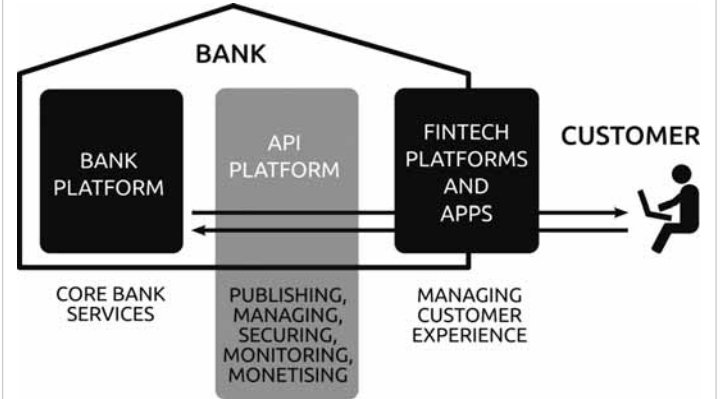 BANK
BANK
PLATFORM
API
PLATFORM
FINTECH
PLATFORMS
AND
APPS
CUSTOMER
CORE BANK
SERVICES
PUBLISHING,
MANAGING,
SECURING,
MONITORING,
MONETISING
MANAGING
CUSTOMER
EXPERIENCE